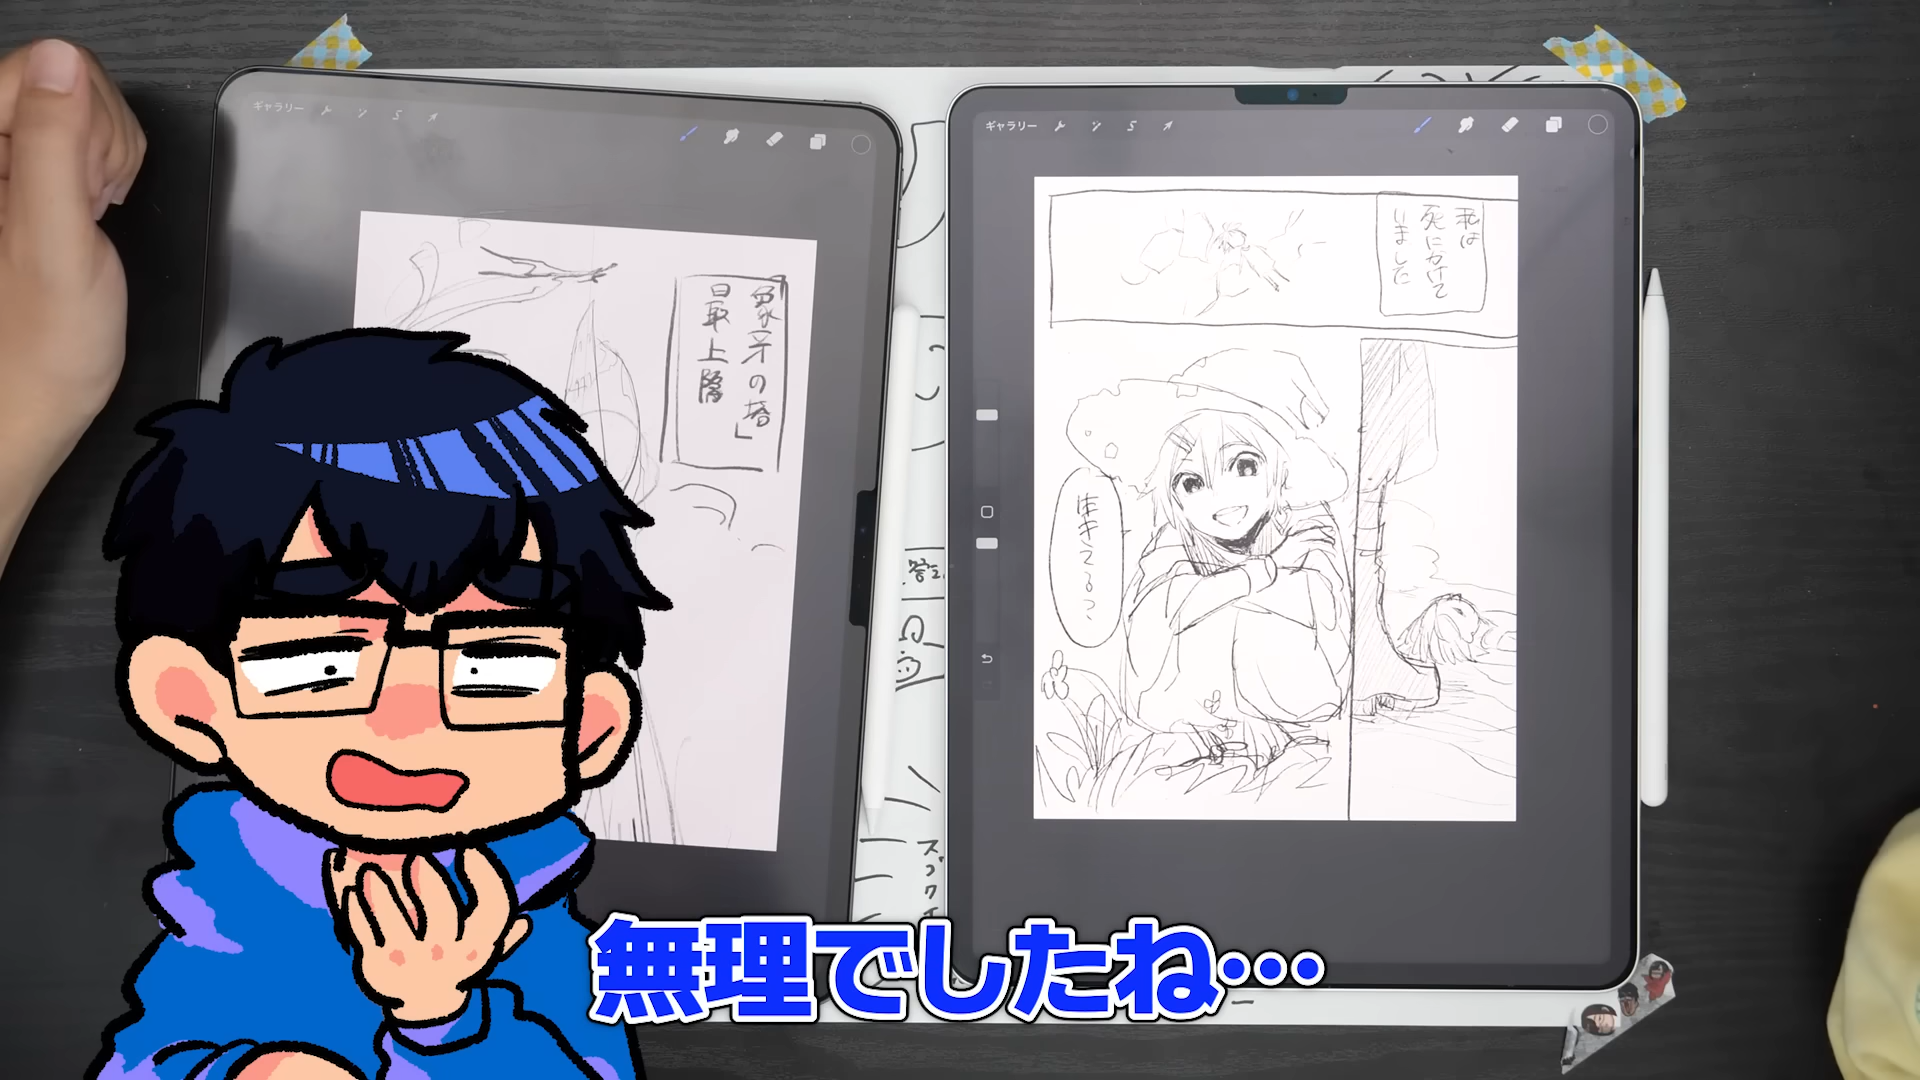 ギャラリー
S
「象牙の塔」
最上階
ギャラリー
S
私は
死にかけて
いました
生きてる?
無理でしたね…